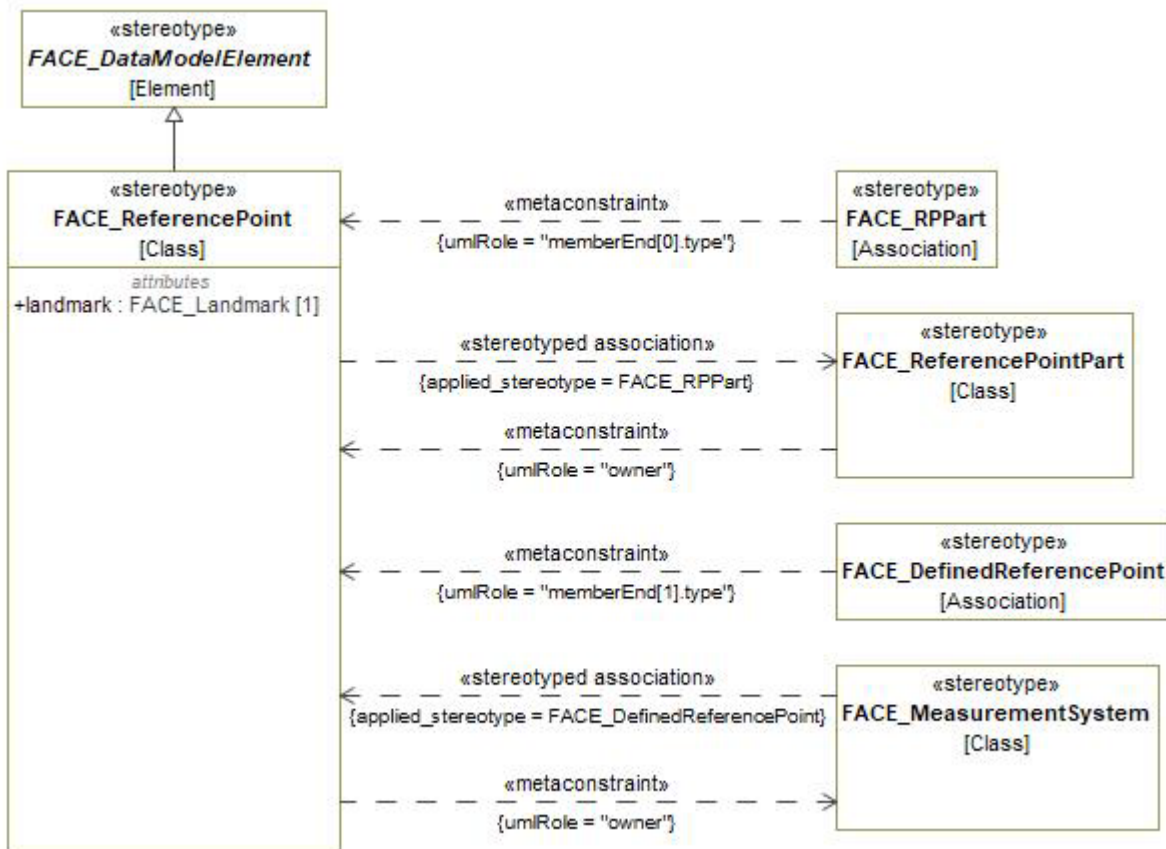 «stereotype»
FACE_DataModelElement
[Element]
«stereotype»
FACE_ReferencePoint
[Class]
attributes
+landmark : FACE_Landmark [1]
«metaconstraint»
{umlRole = "memberEnd[0].type"}
«stereotype»
FACE_RPPart
[Association]
«stereotyped association»
{applied_stereotype = FACE_RPPart}
«stereotype»
FACE_ReferencePointPart
[Class]
«metaconstraint»
{umlRole = "owner"}
«metaconstraint»
{umlRole = "memberEnd[1].type"}
«stereotype»
FACE_DefinedReferencePoint
[Association]
«stereotyped association»
{applied_stereotype = FACE_DefinedReferencePoint}
«stereotype»
FACE_MeasurementSystem
[Class]
«metaconstraint»
{umlRole = "owner"}